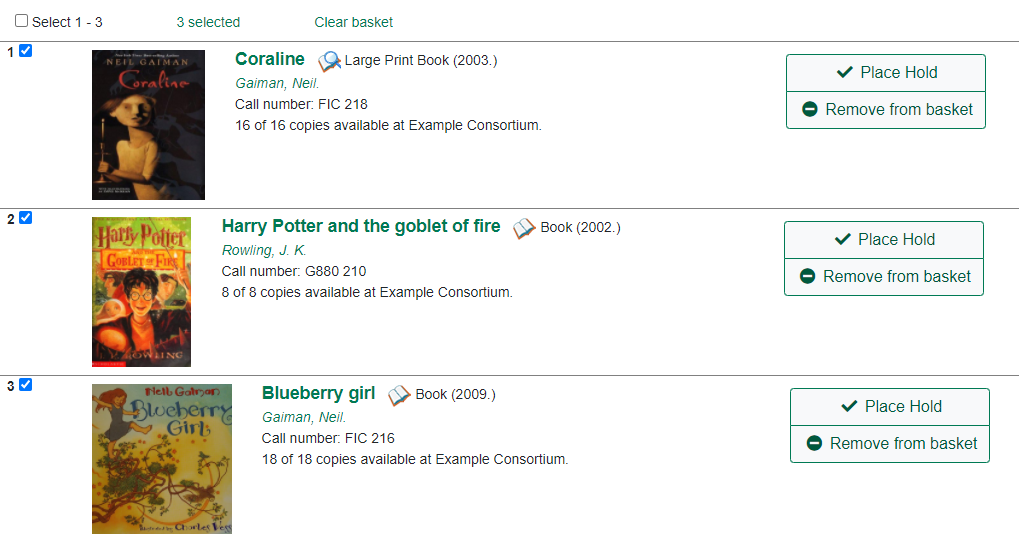 Select 1 - 3 3 selected Clear basket
1
NEIL GAIMAN
Coraline
Coraline Large Print Book (2003.)
Gaiman, Neil.
Call number: FIC 218
16 of 16 copies available at Example Consortium.
Place Hold
Remove from basket
2
Harry Potter
GOBLET OF FIRE
ROWLING
Harry Potter and the goblet of fire Book (2002.)
Rowling, J. K.
Call number: G880 210
8 of 8 copies available at Example Consortium.
Place Hold
Remove from basket
3
Neil Gaiman
Blueberry
Girl
Illustrated by Charles Vess
Blueberry girl Book (2009.)
Gaiman, Neil.
Call number: FIC 216
18 of 18 copies available at Example Consortium.
Place Hold
Remove from basket